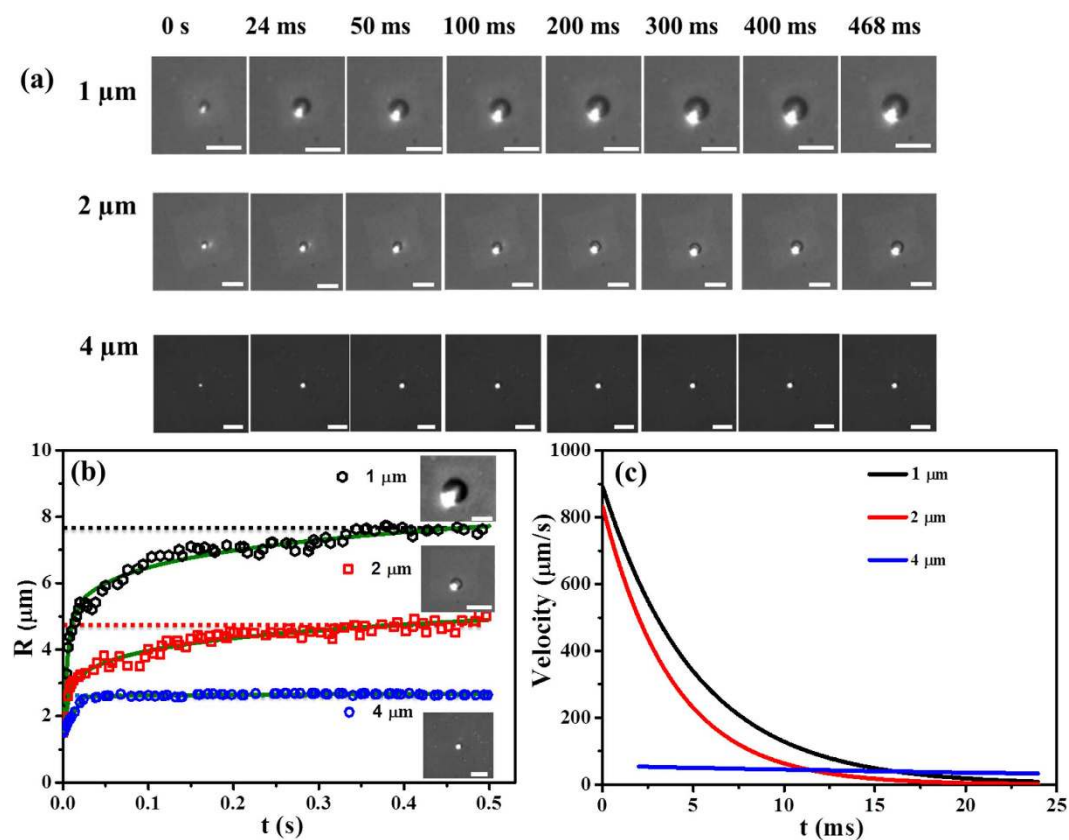 0 s 24 ms 50 ms 100 ms 200 ms 300 ms 400 ms 468 ms
(a)
1 µm
2 µm
4 µm
(b)
10
8
6
4
2
0
R (µm)
0.0 0.1 0.2 0.3 0.4 0.5
t (s)
1 µm
2 µm
4 µm
(c)
1000
800
600
400
200
0
Velocity (µm/s)
0 5 10 15 20 25
t (ms)
1 µm
2 µm
4 µm